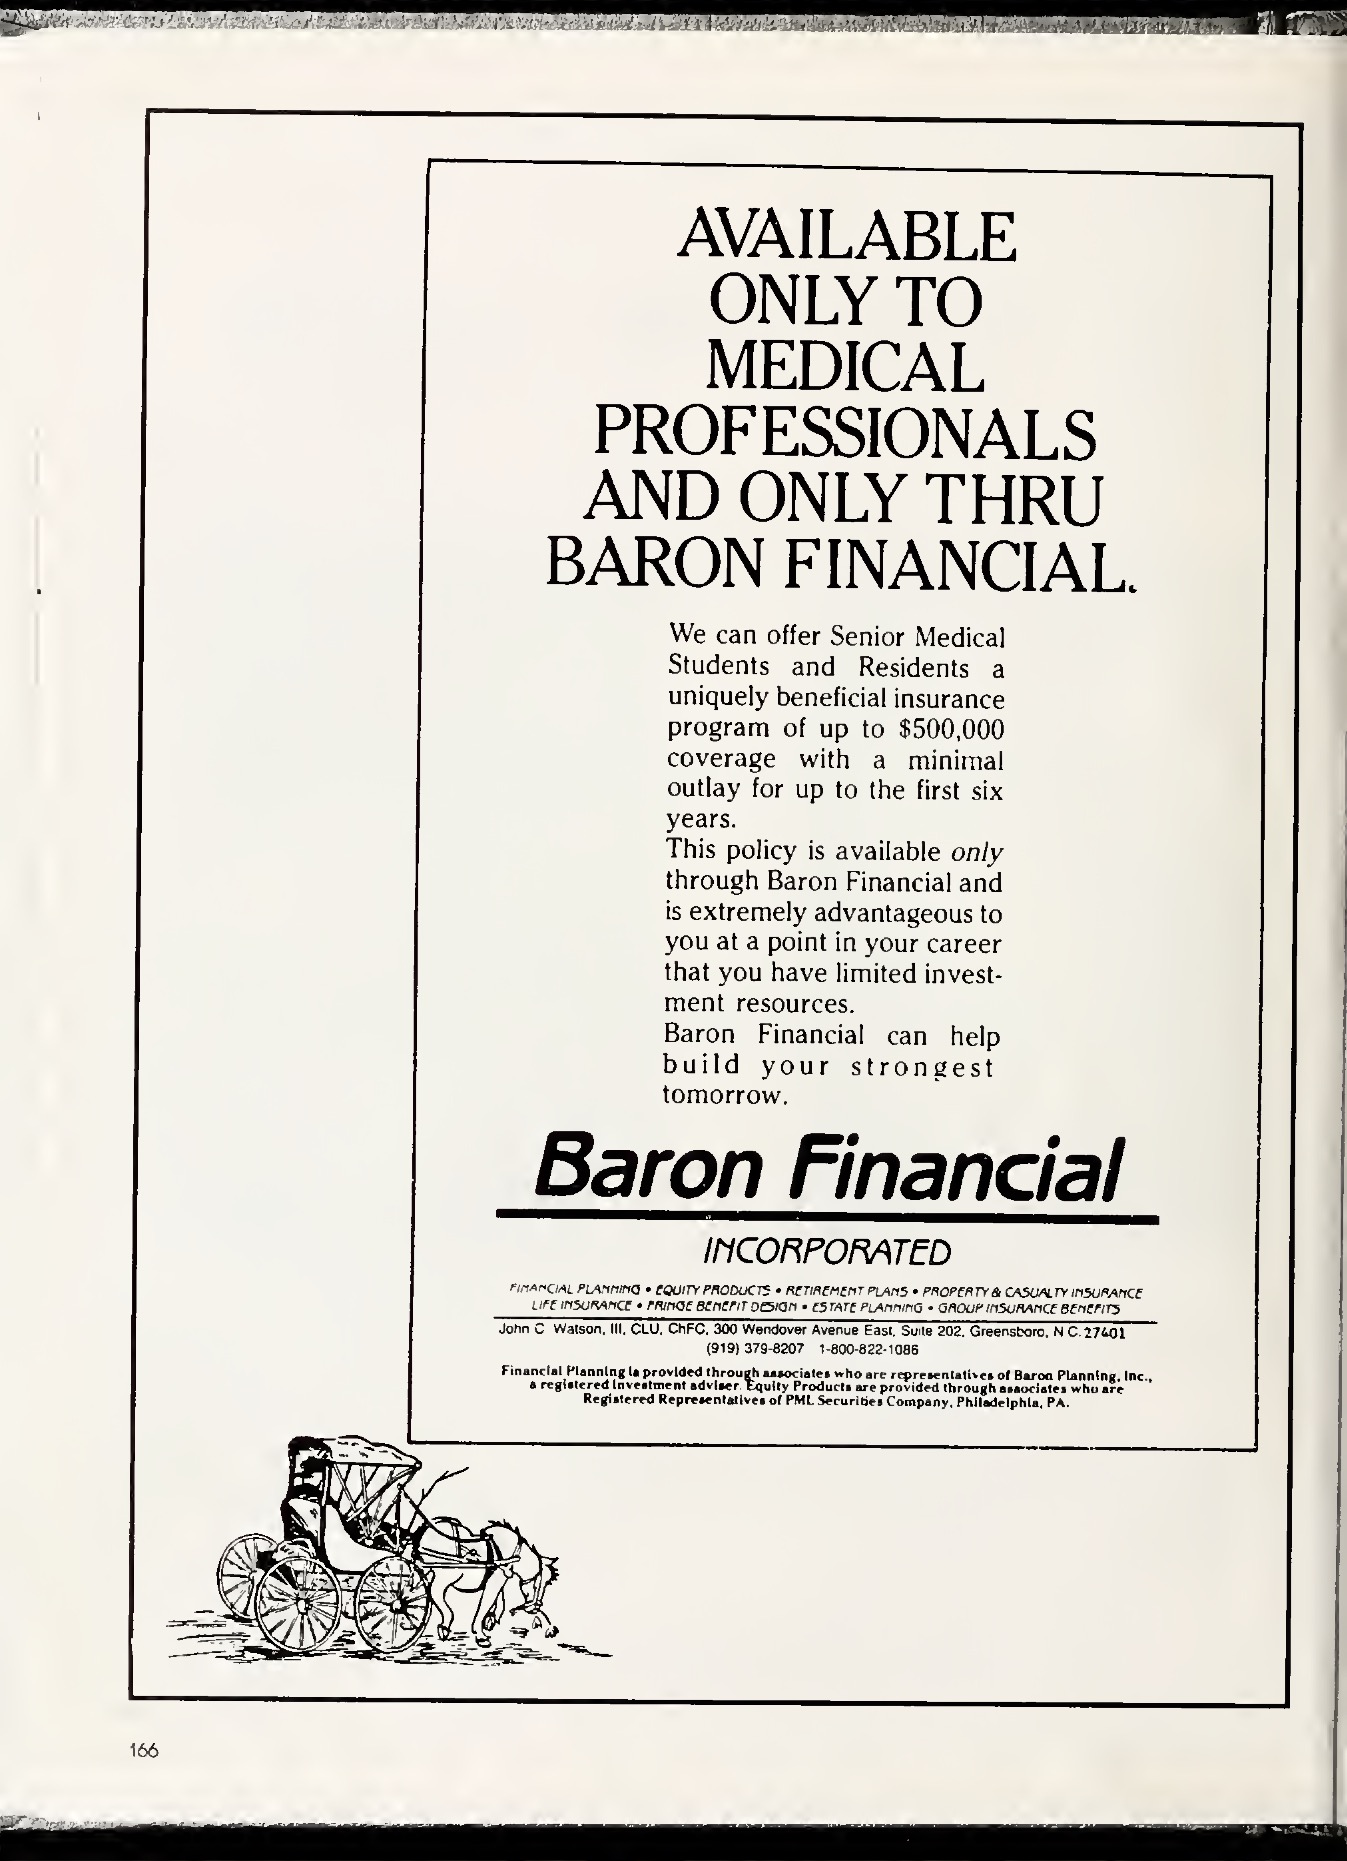 AVAILABLE
ONLY TO
MEDICAL
PROFESSIONALS
AND ONLY THRU
BARON FINANCIAL.
We can offer Senior Medical
Students and Residents a
uniquely beneficial insurance
program of up to $500,000
coverage with a minimal
outlay for up to the first six
years.
This policy is available only
through Baron Financial and
is extremely advantageous to
you at a point in your career
that you have limited invest-
ment resources.
Baron Financial can help
build your strongest
tomorrow.
Baron Financial
INCORPORATED
FINANCIAL PLANNING • EQUITY PRODUCTS • RETIREMENT PLANS • PROPERTY & CASUALTY INSURANCE
LIFE INSURANCE • FRINGE BENEFIT DESIGN • ESTATE PLANNING • GROUP INSURANCE BENEFITS
John C Watson, III, CLU, ChFC, 300 Wendover Avenue East, Suite 202, Greensboro, N C. 27401
(919) 379-8207 1-800-822-1086
Financial Planning is provided through associates who are representatives of Baron Planning, Inc.,
a registered investment adviser. Equity Products are provided through associates who are
Registered Representatives of PML Securities Company, Philadelphia, PA.
166